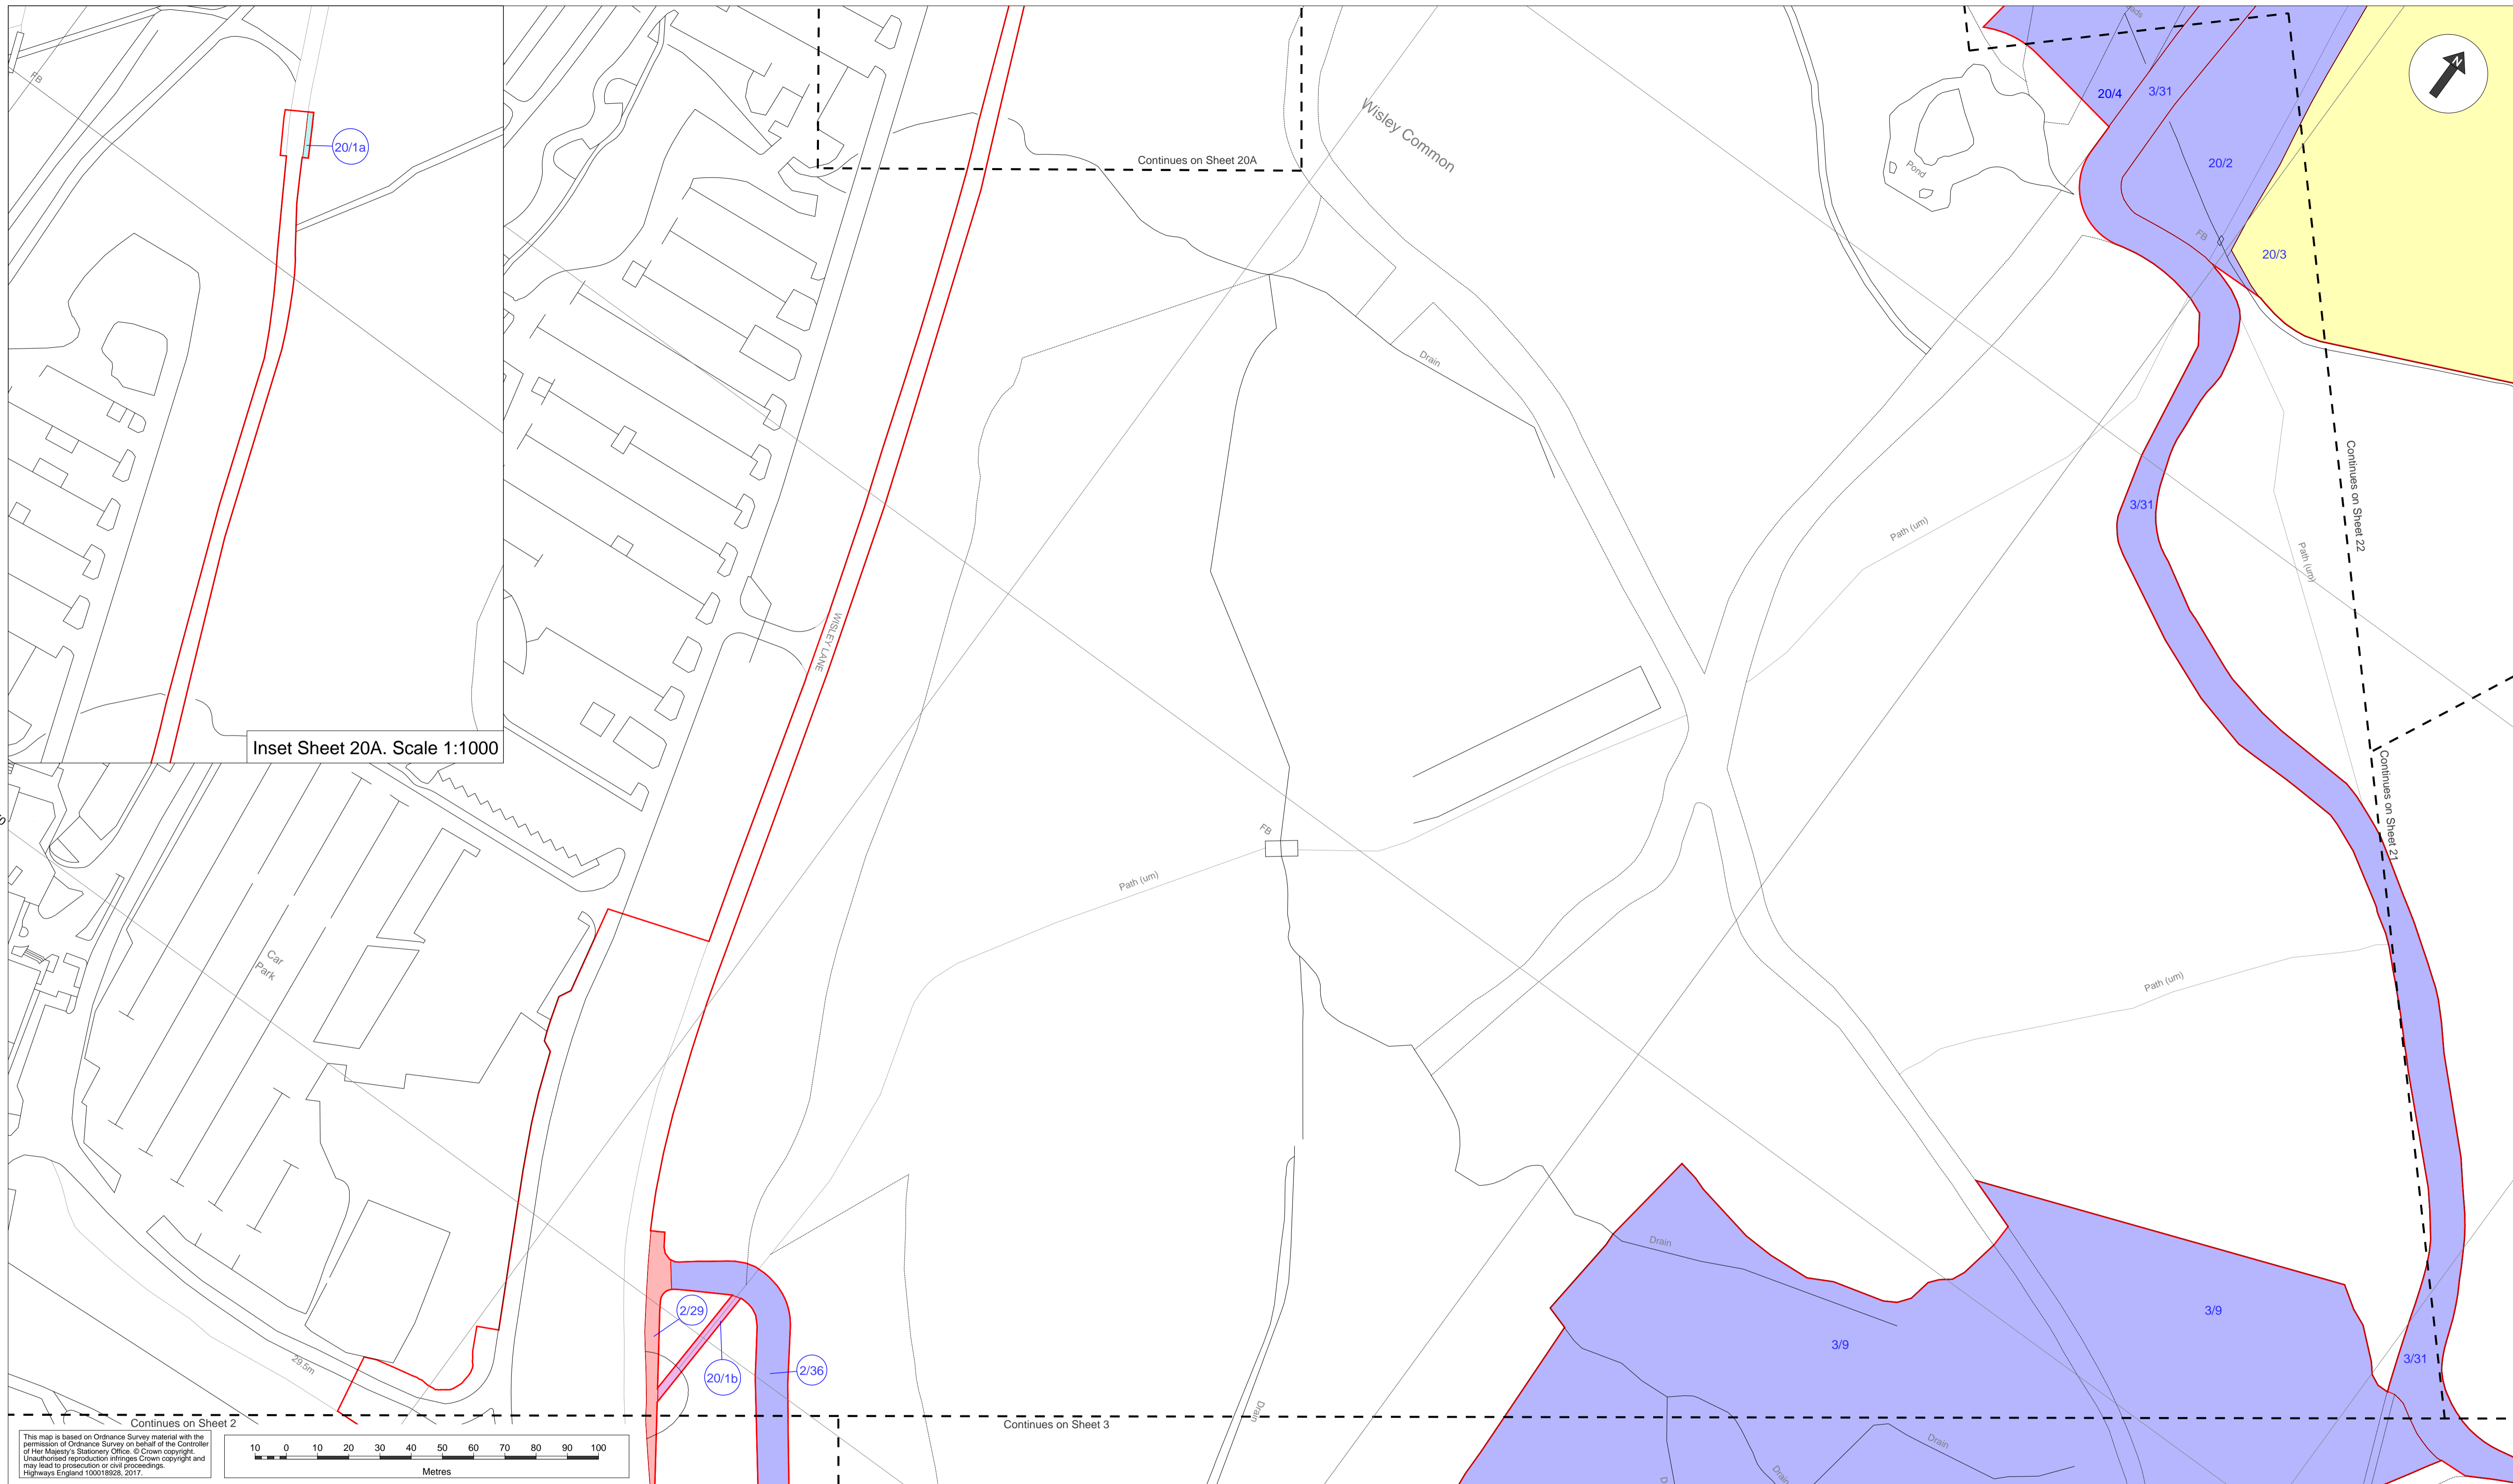 FB
20/1a
Inset Sheet 20A. Scale 1:1000
Continues on Sheet 20A
Wisley Common
Pond
20/4
3/31
20/2
FB
20/3
N
Drain
Continues on Sheet 22
Path (um)
Path (um)
3/31
WISLEY LANE
Continues on Sheet 21
FB
Path (um)
Car
Park
Path (um)
Drain
3/9
3/9
3/31
2/29
20/1b
2/36
29.5m
Continues on Sheet 2
Continues on Sheet 3
Drain
Drain
Drain
This map is based on Ordnance Survey material with the
permission of Ordnance Survey on behalf of the Controller
of Her Majesty's Stationery Office. © Crown copyright.
Unauthorised reproduction infringes Crown copyright and
may lead to prosecution or civil proceedings.
Highways England 100018928, 2017.
10 0 10 20 30 40 50 60 70 80 90 100
Metres